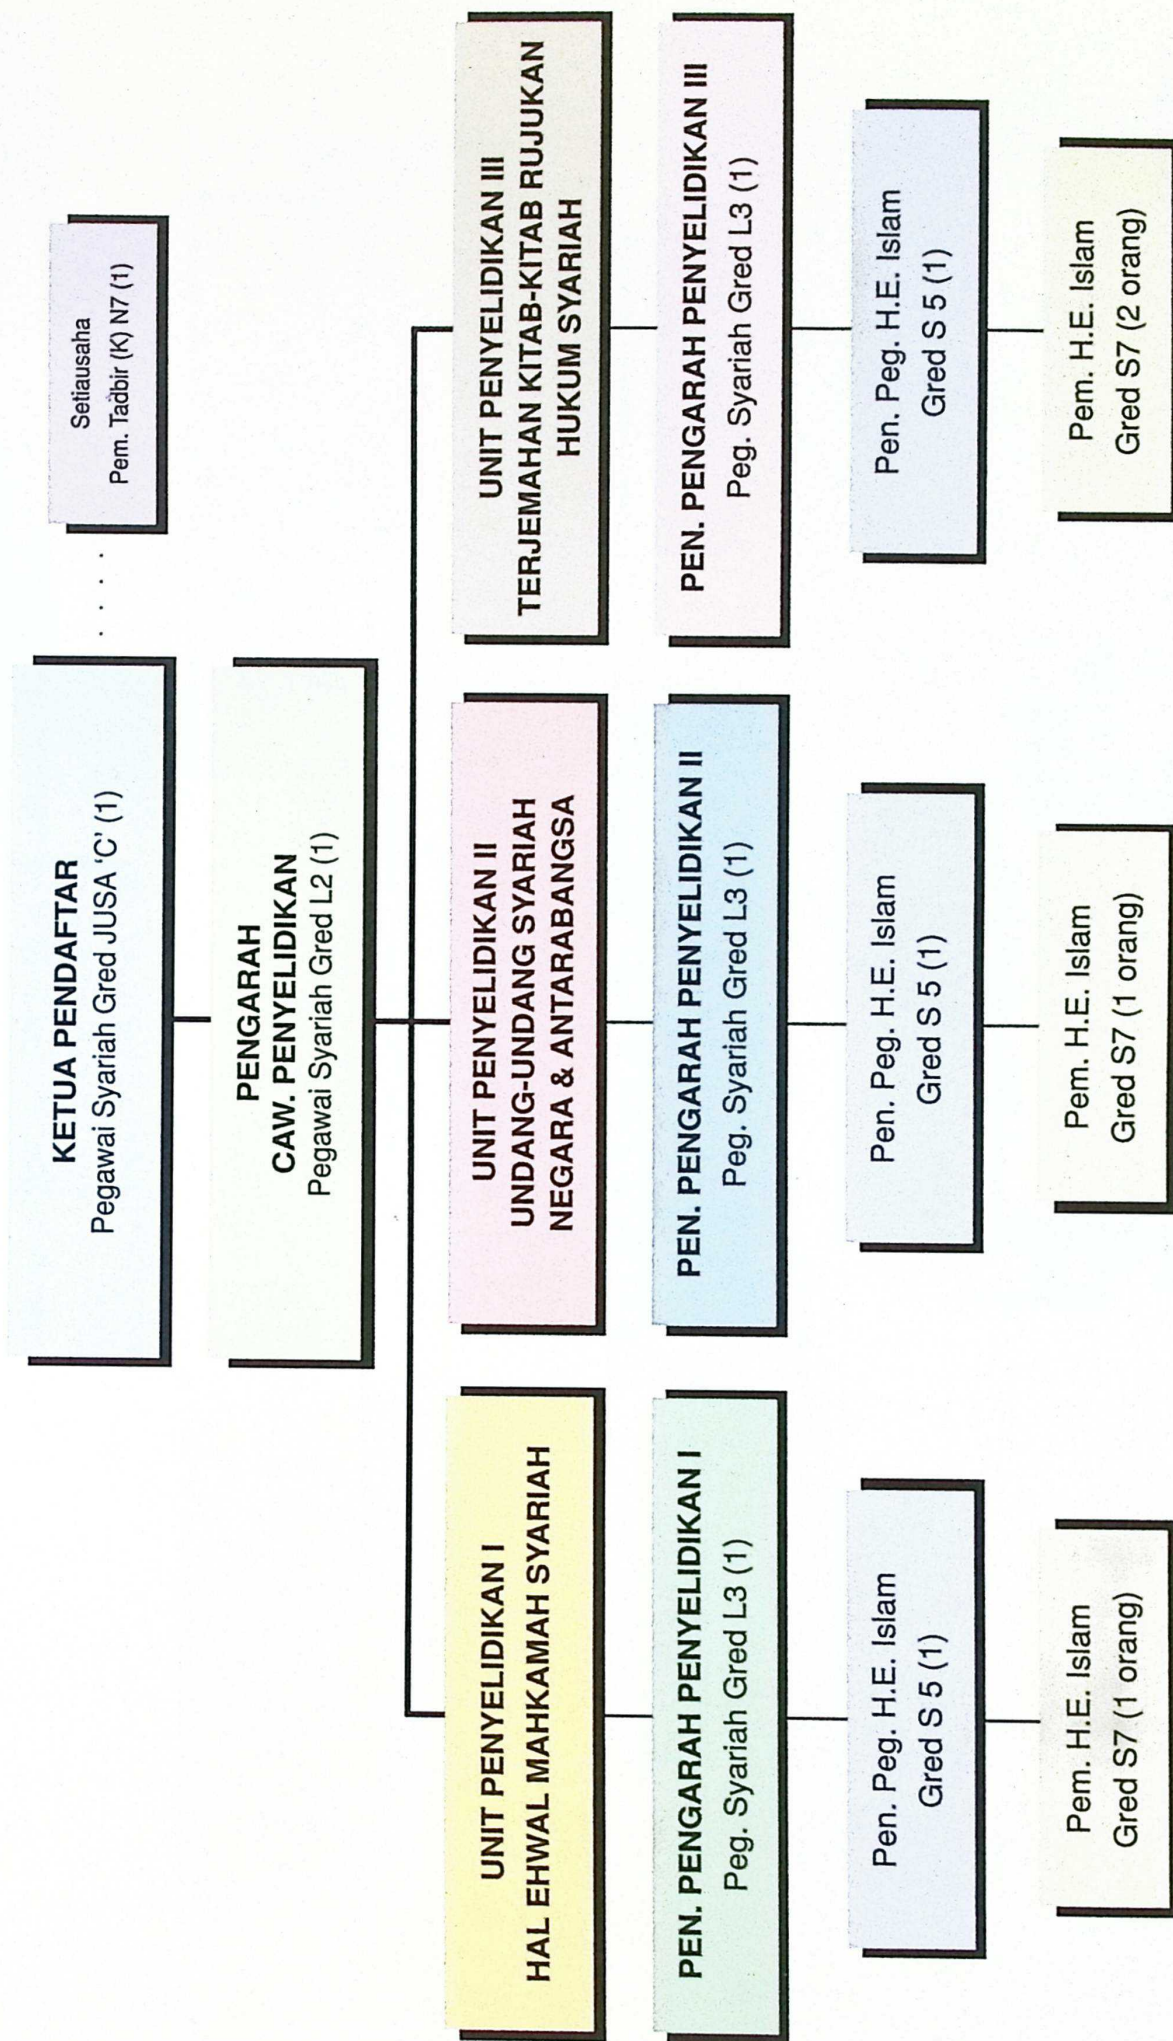 KETUA PENDAFTAR
Pegawai Syariah Gred JUSA ‘C’ (1)
Setiausaha
Pem. Tadbir (K) N7 (1)
PENGARAH
CAW. PENYELIDIKAN
Pegawai Syariah Gred L2 (1)
UNIT PENYELIDIKAN I
HAL EHWAL MAHKAMAH SYARIAH
UNIT PENYELIDIKAN II
UNDANG-UNDANG SYARIAH
NEGARA & ANTARABANGSA
UNIT PENYELIDIKAN III
TERJEMAHAN KITAB-KITAB RUJUKAN
HUKUM SYARIAH
PEN. PENGARAH PENYELIDIKAN I
Peg. Syariah Gred L3 (1)
PEN. PENGARAH PENYELIDIKAN II
Peg. Syariah Gred L3 (1)
PEN. PENGARAH PENYELIDIKAN III
Peg. Syariah Gred L3 (1)
Pen. Peg. H.E. Islam
Gred S 5 (1)
Pen. Peg. H.E. Islam
Gred S 5 (1)
Pen. Peg. H.E. Islam
Gred S 5 (1)
Pem. H.E. Islam
Gred S7 (1 orang)
Pem. H.E. Islam
Gred S7 (1 orang)
Pem. H.E. Islam
Gred S7 (2 orang)